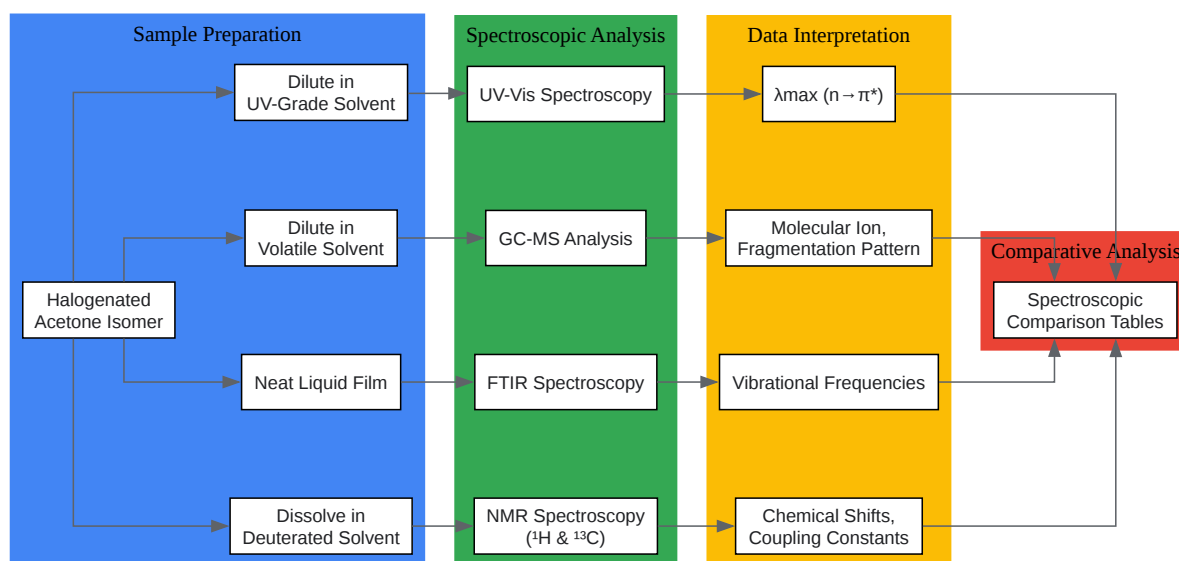 Sample Preparation
Spectroscopic Analysis
Data Interpretation
Dilute in
UV-Grade Solvent
UV-Vis Spectroscopy
λmax (n→π*)
Dilute in
Volatile Solvent
GC-MS Analysis
Molecular Ion,
Fragmentation Pattern
Comparative Analysis
Halogenated
Acetone Isomer
Spectroscopic
Comparison Tables
Neat Liquid Film
FTIR Spectroscopy
Vibrational Frequencies
Dissolve in
Deuterated Solvent
NMR Spectroscopy
(¹H & ¹³C)
Chemical Shifts,
Coupling Constants